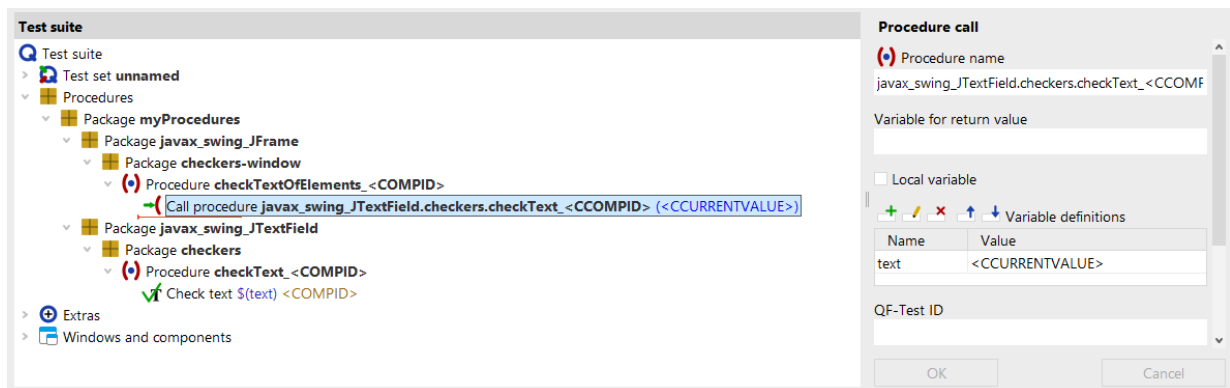 Test suite
Test suite
Test set unnamed
Procedures
Package myProcedures
Package javax_swing_JFrame
Package checkers-window
Procedure checkTextOfElements_<COMPID>
Call procedure javax_swing_JTextField.checkers.checkText_<CCOMPID> (<CCURRENTVALUE>)
Package javax_swing_JTextField
Package checkers
Procedure checkText_<COMPID>
Check text $(text) <COMPID>
Extras
Windows and components
Procedure call
Procedure name
javax_swing_JTextField.checkers.checkText_<CCOMP
Variable for return value
Local variable
Variable definitions
Name Value
text <CCURRENTVALUE>
QF-Test ID
OK Cancel